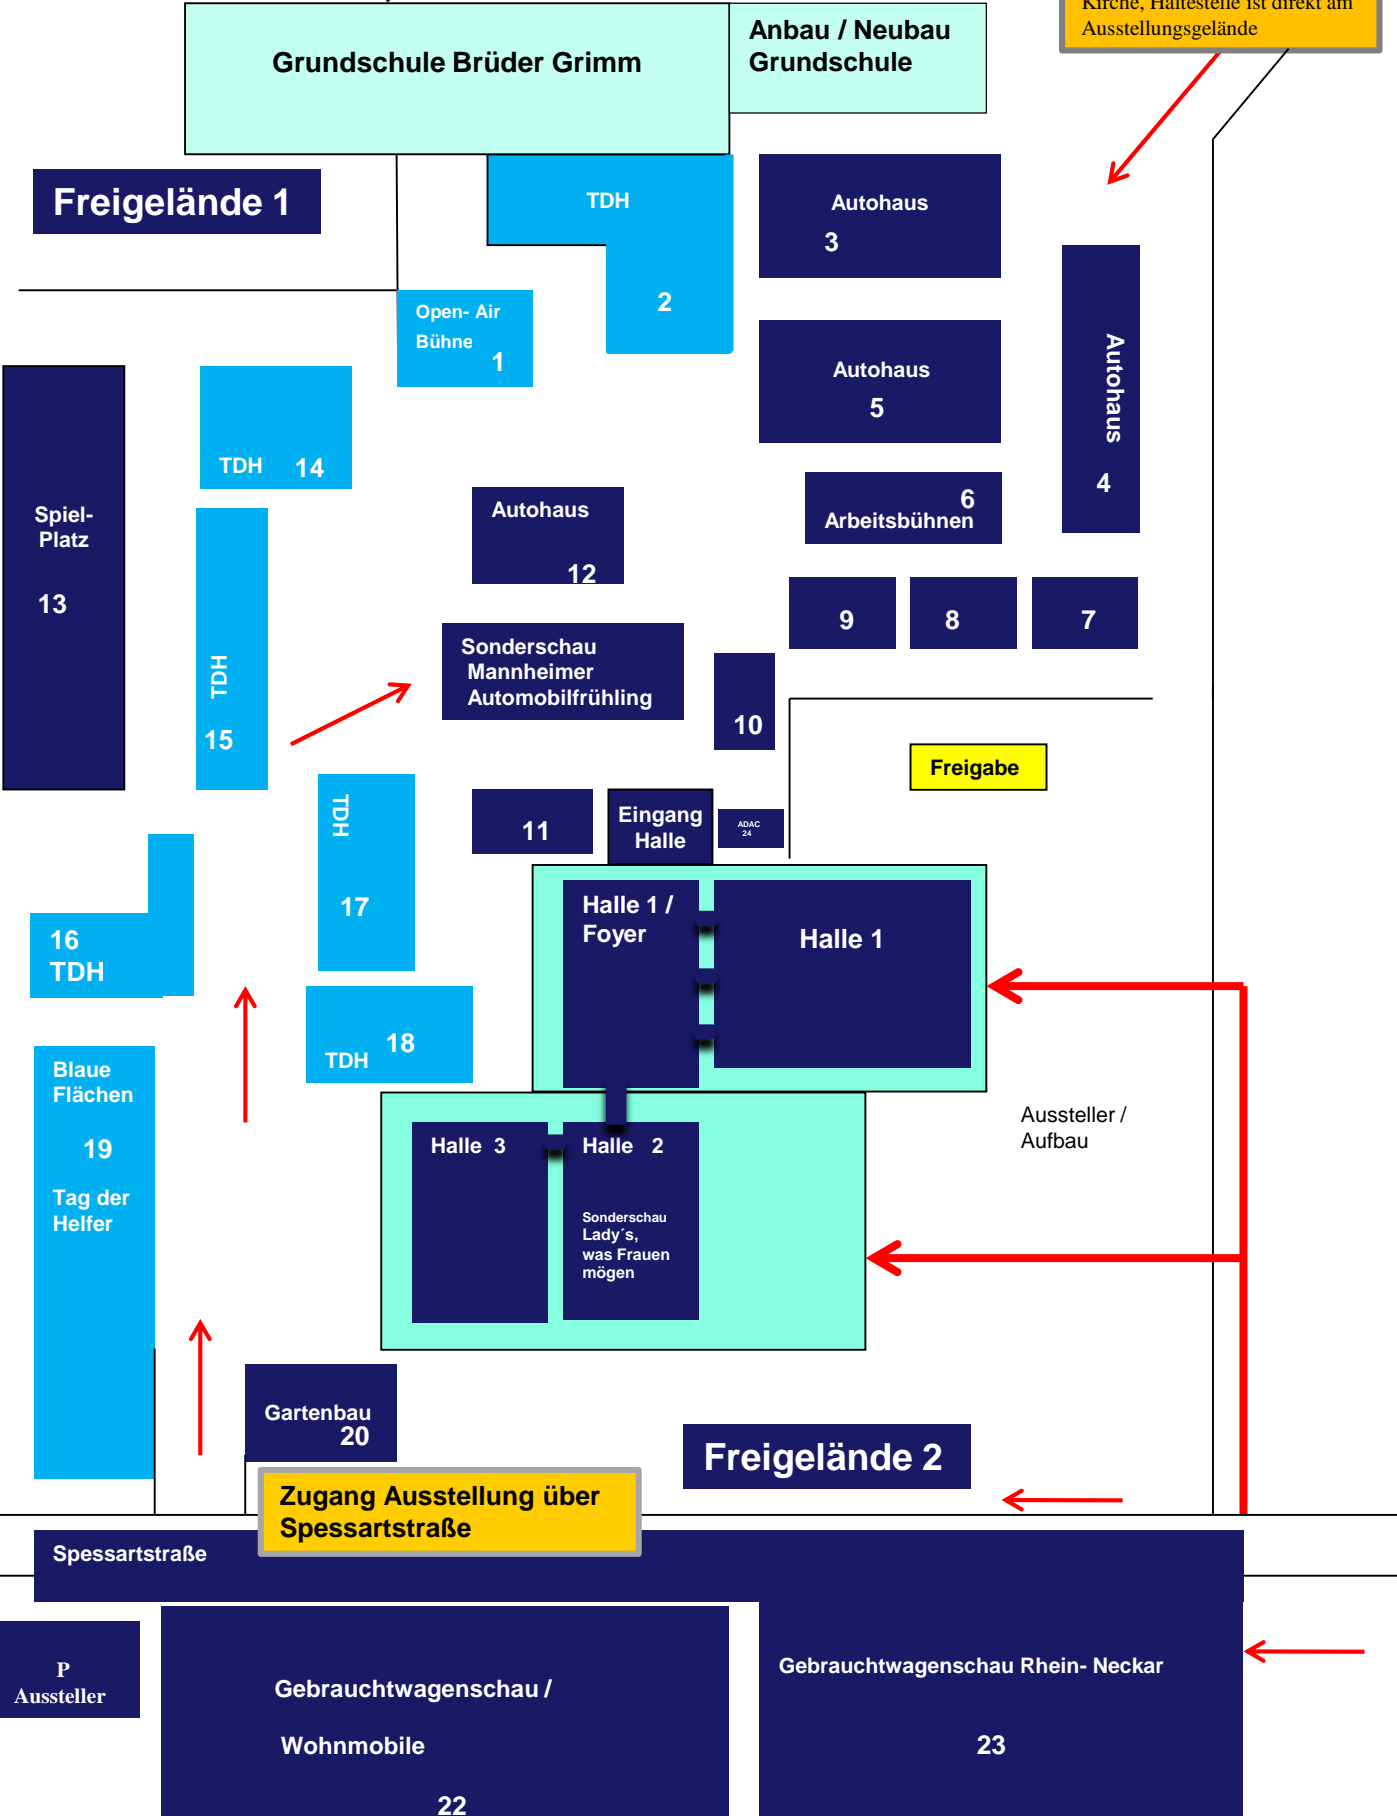 Kirche, Haltestelle ist direkt am
Ausstellungsgelände
Anbau / Neubau
Grundschule
Grundschule Brüder Grimm
Freigelände 1
TDH
2
Autohaus
3
Open- Air
Bühne
1
Autohaus
5
Autohaus
4
TDH 14
Spiel-
Platz
13
Autohaus
12
6
Arbeitsbühnen
9
8
7
TDH
15
Sonderschau
Mannheimer
Automobilfrühling
10
Freigabe
TDH
17
11
Eingang
Halle
ADAC
24
16
TDH
Halle 1 /
Foyer
Halle 1
18
TDH
Blaue
Flächen
19
Tag der
Helfer
Aussteller /
Aufbau
Halle 3
Halle 2
Sonderschau
Lady´s,
was Frauen
mögen
Gartenbau
20
Freigelände 2
Zugang Ausstellung über
Spessartstraße
Spessartstraße
P
Aussteller
Gebrauchtwagenschau /
Wohnmobile
22
Gebrauchtwagenschau Rhein- Neckar
23